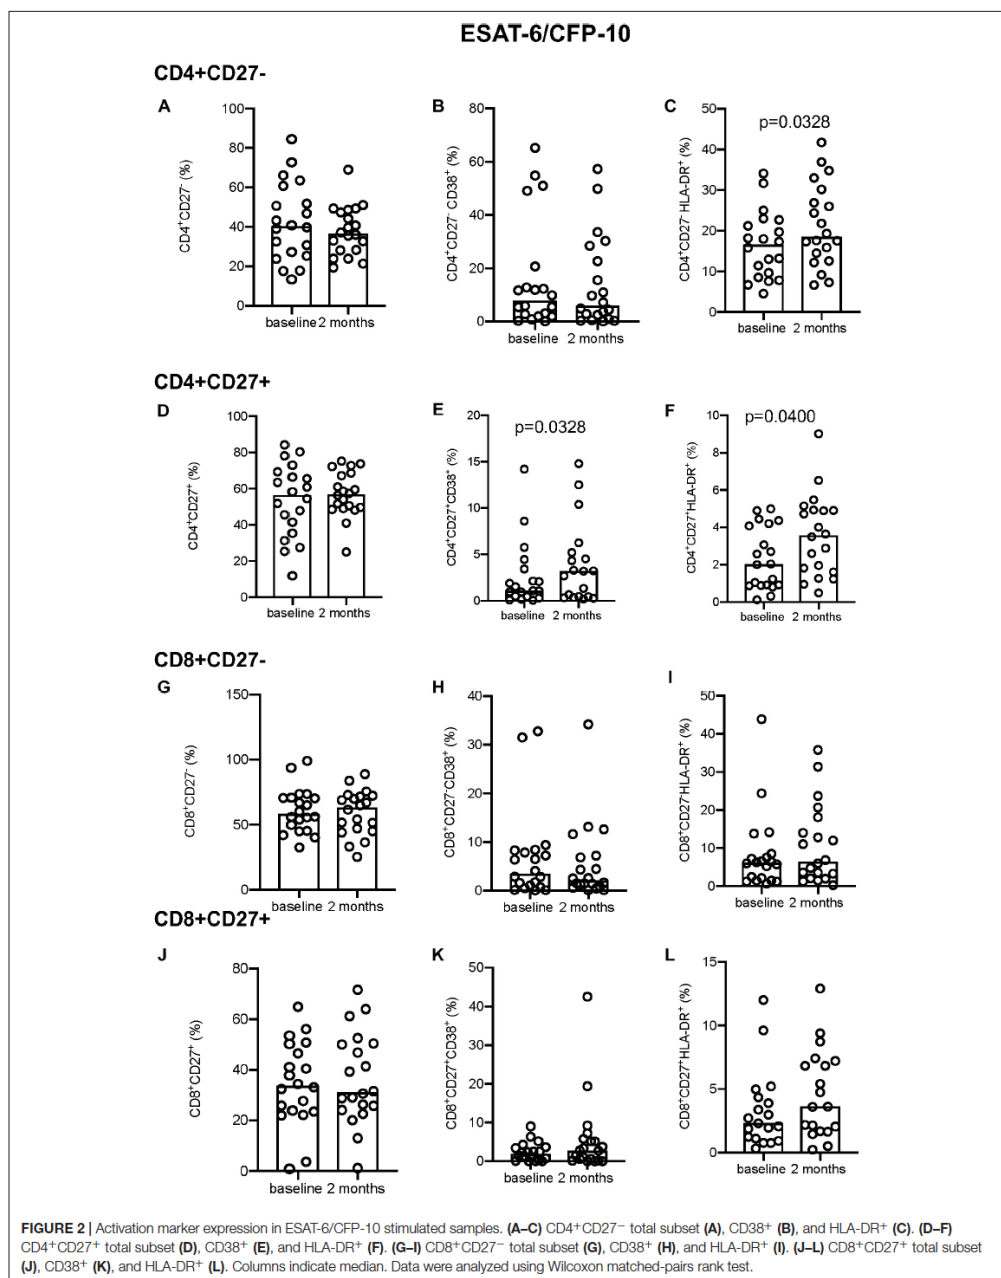 ESAT-6/CFP-10
CD4+CD27-
A
CD4⁺CD27⁻ (%)
100
80
60
40
20
0
baseline 2 months
B
CD4⁺CD27⁻ CD38⁺ (%)
80
60
40
20
0
baseline 2 months
C
CD4⁺CD27⁻ HLA-DR⁺ (%)
50
40
30
20
10
0
p=0.0328
baseline 2 months
CD4+CD27+
D
CD4⁺CD27⁺ (%)
100
80
60
40
20
0
baseline 2 months
E
CD4⁺CD27⁺CD38⁺ (%)
20
15
10
5
0
p=0.0328
baseline 2 months
F
CD4⁺CD27⁺HLA-DR⁺ (%)
10
8
6
4
2
0
p=0.0400
baseline 2 months
CD8+CD27-
G
CD8⁺CD27⁻ (%)
150
100
50
0
baseline 2 months
H
CD8⁺CD27⁻CD38⁺ (%)
40
30
20
10
0
baseline 2 months
I
CD8⁺CD27⁻HLA-DR⁺ (%)
50
40
30
20
10
0
baseline 2 months
CD8+CD27+
J
CD8⁺CD27⁺ (%)
80
60
40
20
0
baseline 2 months
K
CD8⁺CD27⁺CD38⁺ (%)
50
40
30
20
10
0
baseline 2 months
L
CD8⁺CD27⁺HLA-DR⁺ (%)
15
10
5
0
baseline 2 months
FIGURE 2 | Activation marker expression in ESAT-6/CFP-10 stimulated samples. (A–C) CD4+CD27− total subset (A), CD38+ (B), and HLA-DR+ (C). (D–F)
CD4+CD27+ total subset (D), CD38+ (E), and HLA-DR+ (F). (G–I) CD8+CD27− total subset (G), CD38+ (H), and HLA-DR+ (I). (J–L) CD8+CD27+ total subset
(J), CD38+ (K), and HLA-DR+ (L). Columns indicate median. Data were analyzed using Wilcoxon matched-pairs rank test.